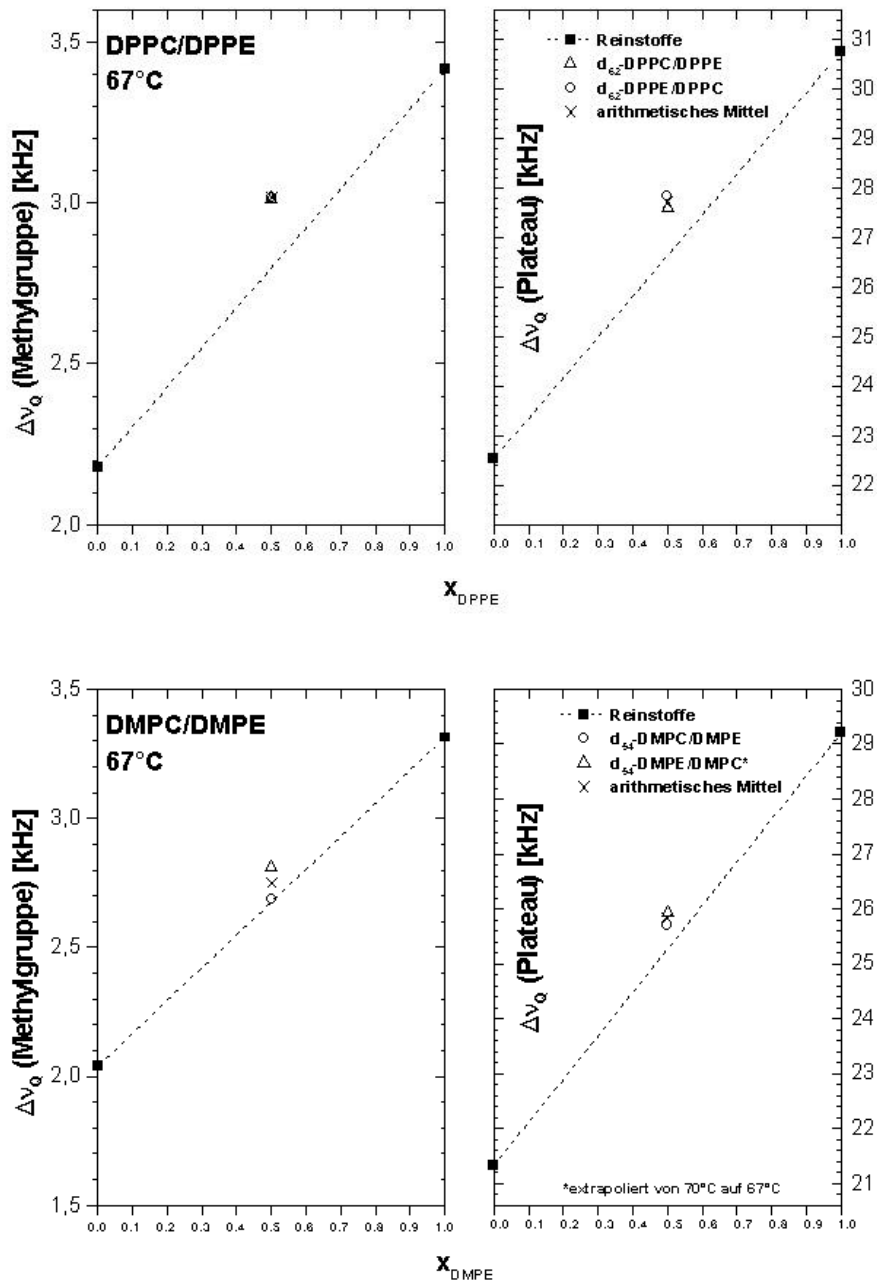 DPPC/DPPE
67°C
Δν_Q (Methylgruppe) [kHz]
3,5
3,0
2,5
2,0
0.0 0.1 0.2 0.3 0.4 0.5 0.6 0.7 0.8 0.9 1.0
Reinstoffe
d₆₂-DPPC/DPPE
d₆₂-DPPE/DPPC
arithmetisches Mittel
Δν_Q (Plateau) [kHz]
31
30
29
28
27
26
25
24
23
22
0.0 0.1 0.2 0.3 0.4 0.5 0.6 0.7 0.8 0.9 1.0
X_DPPE
DMPC/DMPE
67°C
Δν_Q (Methylgruppe) [kHz]
3,5
3,0
2,5
2,0
1,5
0.0 0.1 0.2 0.3 0.4 0.5 0.6 0.7 0.8 0.9 1.0
Reinstoffe
d₅₄-DMPC/DMPE
d₅₄-DMPE/DMPC*
arithmetisches Mittel
Δν_Q (Plateau) [kHz]
30
29
28
27
26
25
24
23
22
21
*extrapoliert von 70°C auf 67°C
0.0 0.1 0.2 0.3 0.4 0.5 0.6 0.7 0.8 0.9 1.0
X_DMPE